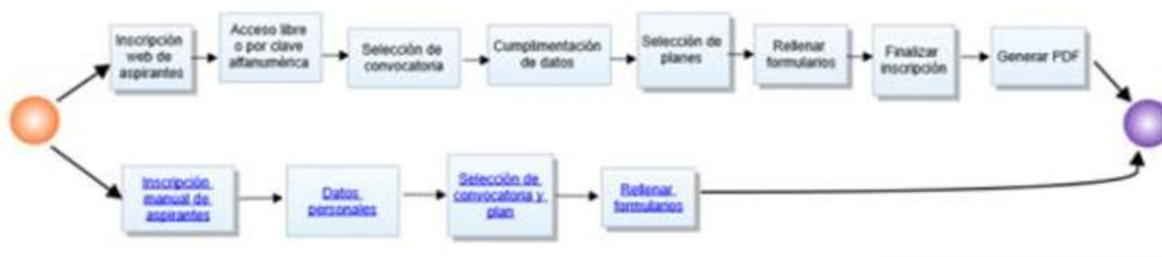 Inscripción
web de
aspirantes
Acceso libre
o por clave
alfanumérica
Selección de
convocatoria
Cumplimentación
de datos
Selección de
planes
Rellenar
formularios
Finalizar
inscripción
Generar PDF
Inscripción
manual de
aspirantes
Datos
personales
Selección de
convocatoria y
plan
Rellenar
formularios